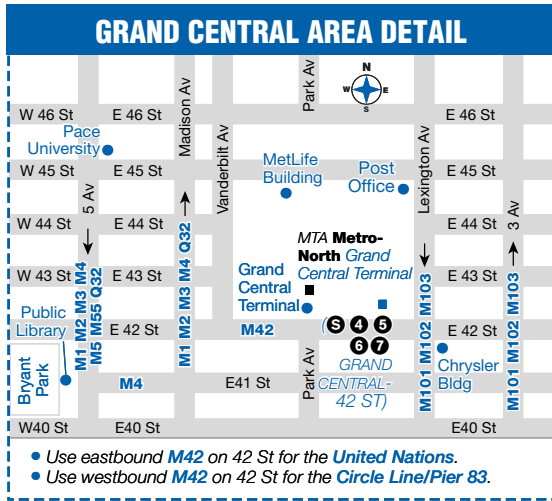 GRAND CENTRAL AREA DETAIL
Park Av
N
W E
S
Madison Av
W 46 St
E 46 St
E 46 St
Pace
University
Vanderbilt Av
Lexington Av
W 45 St
E 45 St
E 45 St
MetLife
Building
Post
Office
5 Av
3 Av
W 44 St
E 44 St
E 44 St
MTA Metro-
North Grand
Central Terminal
W 43 St
E 43 St
E 43 St
M1 M2 M3 M4
M5 M55 Q32
M1 M2 M3 M4 Q32
Grand
Central
Terminal
M101 M102 M103
M101 M102 M103
Public
Library
E 42 St
M42
(S 4 5
6 7
GRAND
CENTRAL-
42 ST)
E 42 St
Chrysler
Bldg
Bryant
Park
M4
E41 St
Park Av
W40 St
E40 St
E40 St
• Use eastbound M42 on 42 St for the United Nations.
• Use westbound M42 on 42 St for the Circle Line/Pier 83.